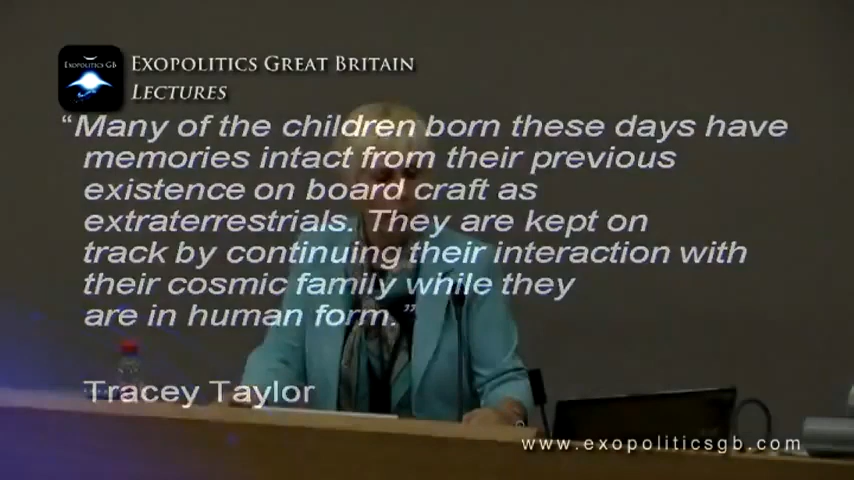 EXOPOLITICS GB
EXOPOLITICS GREAT BRITAIN
LECTURES
“Many of the children born these days have
memories intact from their previous
existence on board craft as
extraterrestrials. They are kept on
track by continuing their interaction with
their cosmic family while they
are in human form.”
Tracey Taylor
www.exopoliticsgb.com